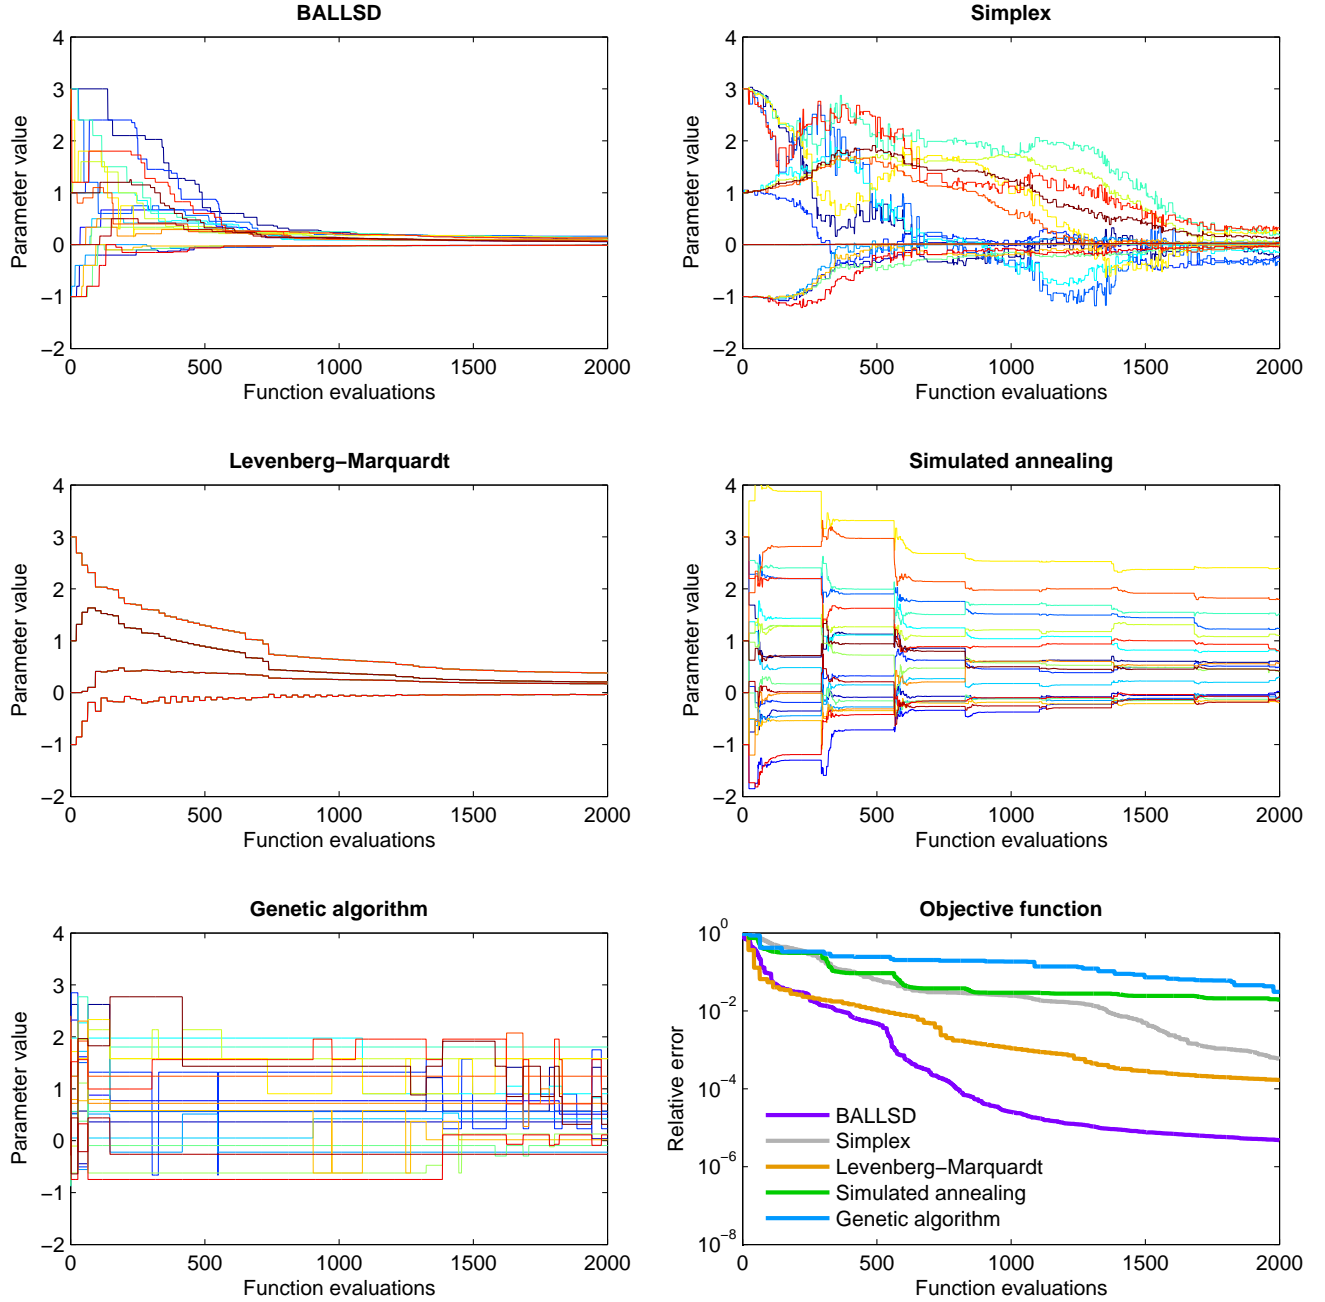 BALLSD
4
3
2
1
0
−1
−2
Parameter value
0 500 1000 1500 2000
Function evaluations
Simplex
4
3
2
1
0
−1
−2
Parameter value
0 500 1000 1500 2000
Function evaluations
Levenberg−Marquardt
4
3
2
1
0
−1
−2
Parameter value
0 500 1000 1500 2000
Function evaluations
Simulated annealing
4
3
2
1
0
−1
−2
Parameter value
0 500 1000 1500 2000
Function evaluations
Genetic algorithm
4
3
2
1
0
−1
−2
Parameter value
0 500 1000 1500 2000
Function evaluations
Objective function
10^0
10^−2
10^−4
10^−6
10^−8
Relative error
BALLSD
Simplex
Levenberg−Marquardt
Simulated annealing
Genetic algorithm
0 500 1000 1500 2000
Function evaluations